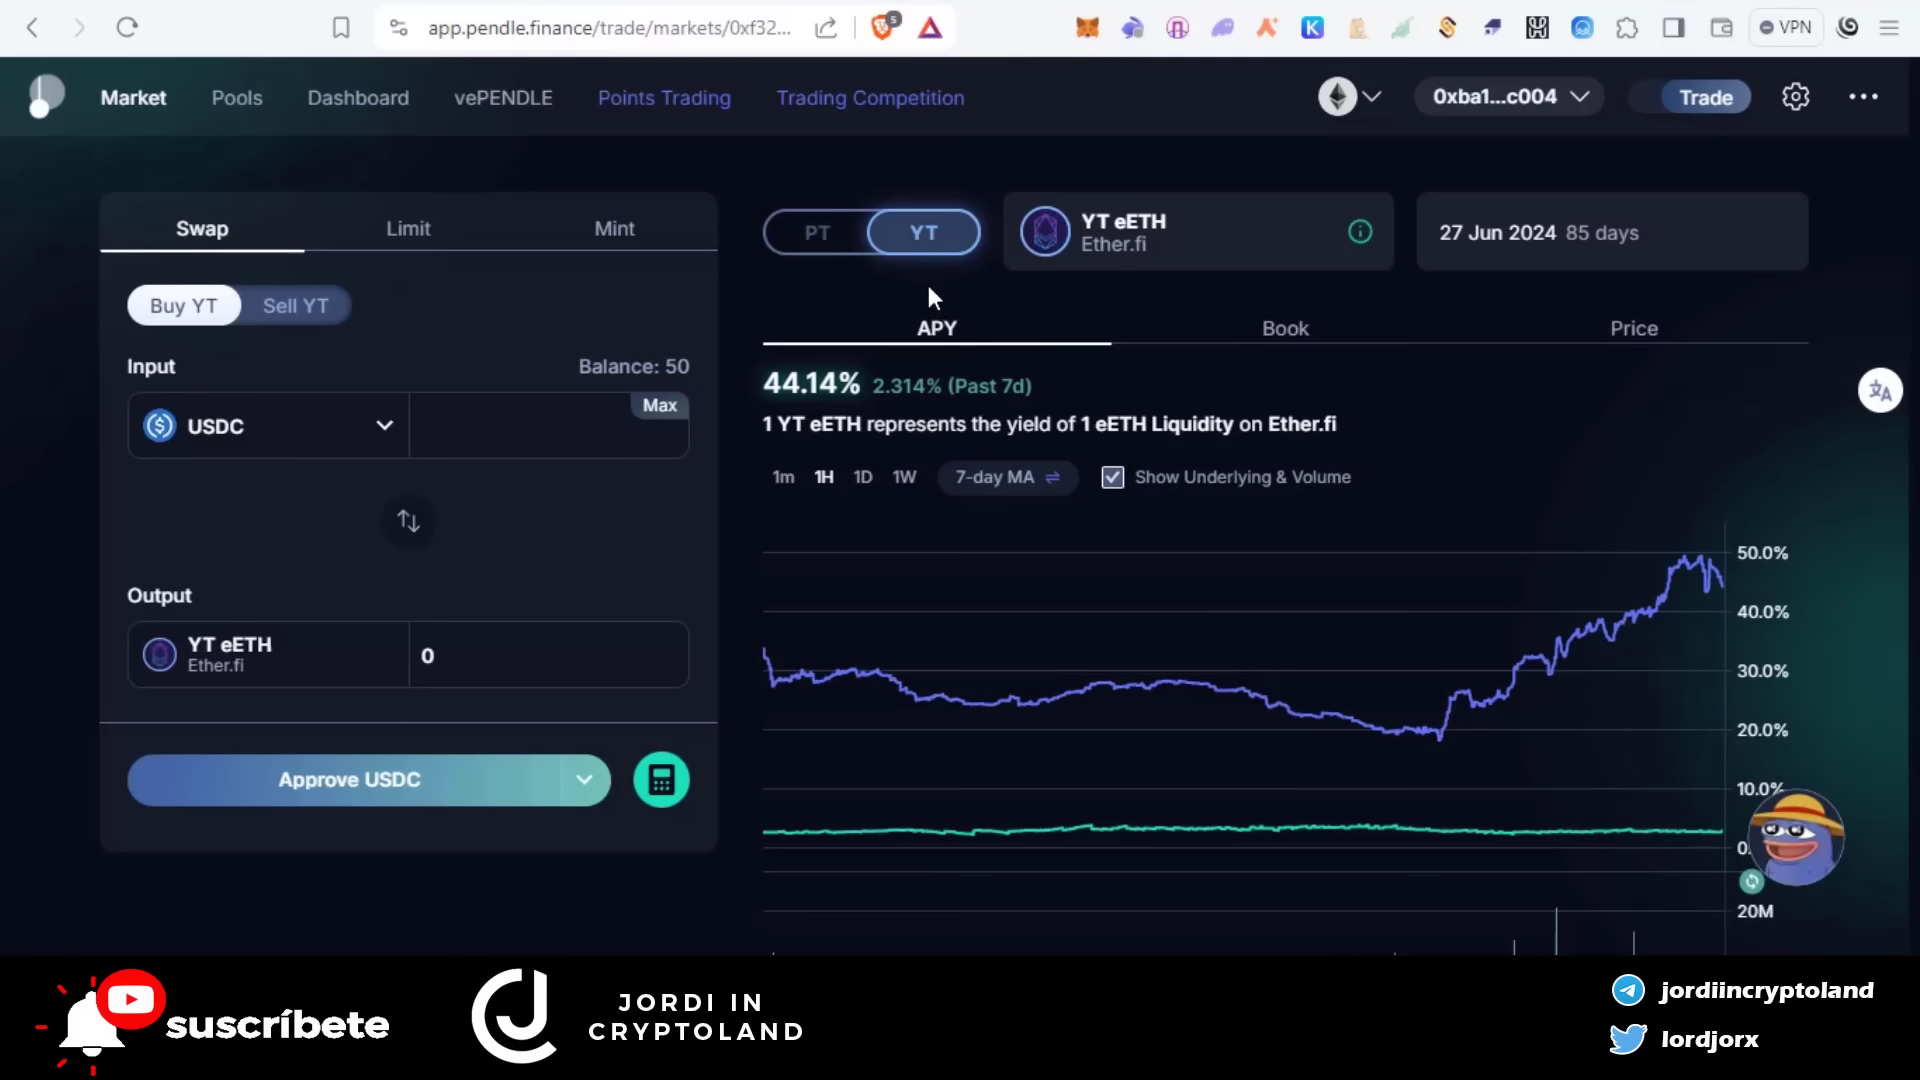 app.pendle.finance/trade/markets/0xf32...
5
VPN
Market
Pools
Dashboard
vePENDLE
Points Trading
Trading Competition
0xba1...c004
Trade
Swap
Limit
Mint
Buy YT
Sell YT
Input
Balance: 50
USDC
Max
Output
YT eETH
Ether.fi
0
Approve USDC
PT
YT
YT eETH
Ether.fi
27 Jun 2024 85 days
APY
Book
Price
44.14% 2.314% (Past 7d)
1 YT eETH represents the yield of 1 eETH Liquidity on Ether.fi
1m
1H
1D
1W
7-day MA
Show Underlying & Volume
50.0%
40.0%
30.0%
20.0%
10.0%
0.
20M
suscríbete
JORDI IN
CRYPTOLAND
jordiincryptoland
lordjorx